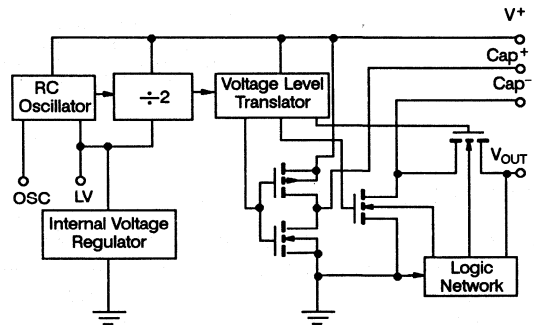 V+
Cap+
Cap-
RC
Oscillator
÷2
Voltage Level
Translator
VOUT
OSC
LV
Internal Voltage
Regulator
Logic
Network